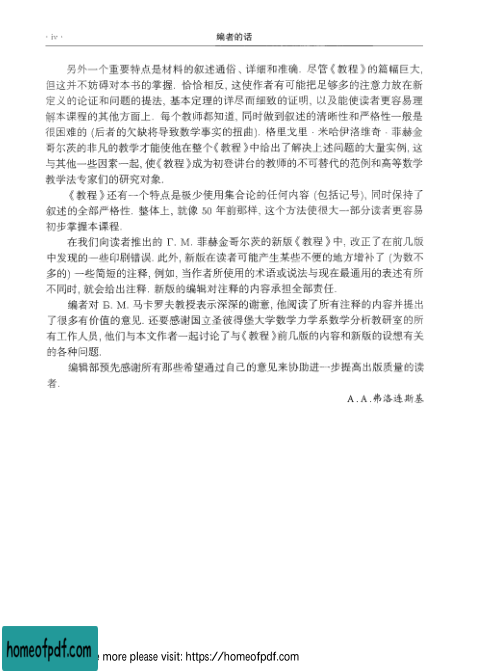 · iv ·
编者的话
另外一个重要特点是材料的叙述通俗、详细和准确. 尽管《教程》的篇幅巨大,
但这并不妨碍对本书的掌握. 恰恰相反, 这使作者有可能把足够多的注意力放在新
定义的论证和问题的提法, 基本定理的详尽而细致的证明, 以及能使读者更容易理
解本课程的其他方面上. 每个教师都知道, 同时做到叙述的清晰性和严格性一般是
很困难的 (后者的欠缺将导致数学事实的扭曲). 格里戈里 · 米哈伊洛维奇 · 菲赫金
哥尔茨的非凡的教学才能使他在整个《教程》中给出了解决上述问题的大量实例, 这
与其他一些因素一起, 使《教程》成为初登讲台的教师的不可替代的范例和高等数学
教学法专家们的研究对象.
《教程》还有一个特点是极少使用集合论的任何内容 (包括记号), 同时保持了
叙述的全部严格性. 整体上, 就像 50 年前那样, 这个方法使很大一部分读者更容易
初步掌握本课程.
在我们向读者推出的 Г. М. 菲赫金哥尔茨的新版《教程》中, 改正了在前几版
中发现的一些印刷错误. 此外, 新版在读者可能产生某些不便的地方增补了 (为数不
多的) 一些简短的注释, 例如, 当作者所使用的术语或说法与现在最通用的表述有所
不同时, 就会给出注释. 新版的编辑对注释的内容承担全部责任.
编者对 Б. М. 马卡罗夫教授表示深深的谢意, 他阅读了所有注释的内容并提出
了很多有价值的意见. 还要感谢国立圣彼得堡大学数学力学系数学分析教研室的所
有工作人员, 他们与本文作者一起讨论了与《教程》前几版的内容和新版的设想有关
的各种问题.
编辑部预先感谢所有那些希望通过自己的意见来协助进一步提高出版质量的读
者.
A. A. 弗洛连斯基
homeofpdf.com
more please visit: https://homeofpdf.com